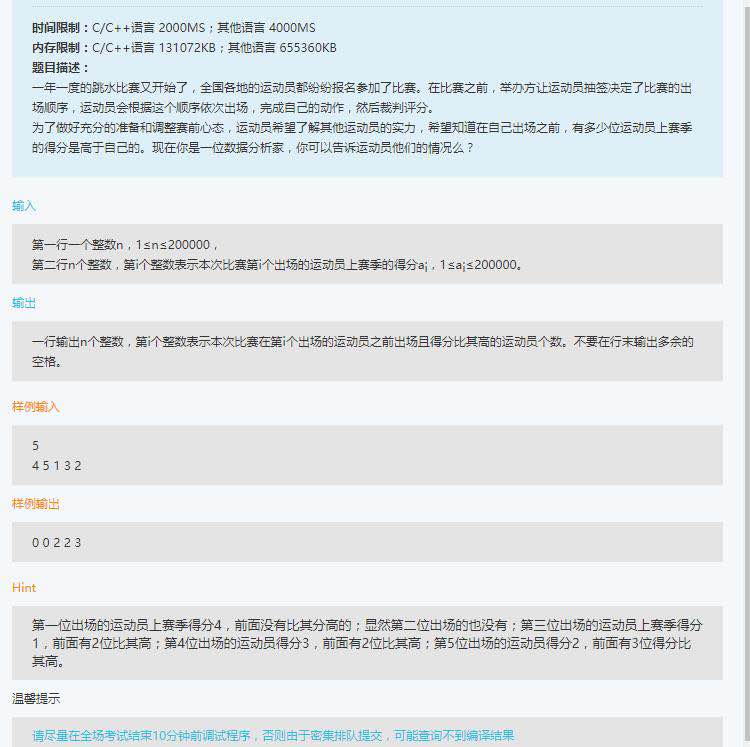 时间限制：C/C++语言 2000MS；其他语言 4000MS
内存限制：C/C++语言 131072KB；其他语言 655360KB
题目描述：
一年一度的跳水比赛又开始了，全国各地的运动员都纷纷报名参加了比赛。在比赛之前，举办方让运动员抽签决定了比赛的出
场顺序，运动员会根据这个顺序依次出场，完成自己的动作，然后裁判评分。
为了做好充分的准备和调整赛前心态，运动员希望了解其他运动员的实力，希望知道在自己出场之前，有多少位运动员上赛季
的得分是高于自己的。现在你是一位数据分析家，你可以告诉运动员他们的情况么？
输入
第一行一个整数n，1≤n≤200000，
第二行n个整数，第i个整数表示本次比赛第i个出场的运动员上赛季的得分aᵢ，1≤aᵢ≤200000。
输出
一行输出n个整数，第i个整数表示本次比赛在第i个出场的运动员之前出场且得分比其高的运动员个数。不要在行末输出多余的
空格。
样例输入
5
4 5 1 3 2
样例输出
0 0 2 2 3
Hint
第一位出场的运动员上赛季得分4，前面没有比其分高的；显然第二位出场的也没有；第三位出场的运动员上赛季得分
1，前面有2位比其高；第4位出场的运动员得分3，前面有2位比其高；第5位出场的运动员得分2，前面有3位得分比
其高。
温馨提示
请尽量在全场考试结束10分钟前调试程序，否则由于密集排队提交，可能查询不到编译结果